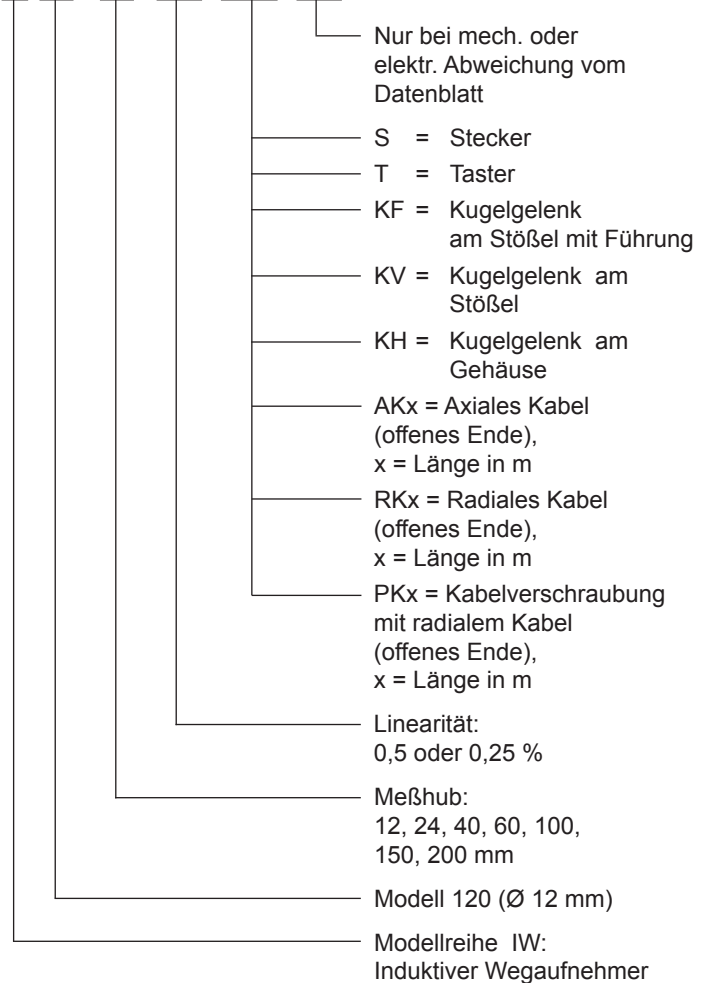 Nur bei mech. oder
elektr. Abweichung vom
Datenblatt
S = Stecker
T = Taster
KF = Kugelgelenk
am Stößel mit Führung
KV = Kugelgelenk am
Stößel
KH = Kugelgelenk am
Gehäuse
AKx = Axiales Kabel
(offenes Ende),
x = Länge in m
RKx = Radiales Kabel
(offenes Ende),
x = Länge in m
PKx = Kabelverschraubung
mit radialem Kabel
(offenes Ende),
x = Länge in m
Linearität:
0,5 oder 0,25 %
Meßhub:
12, 24, 40, 60, 100,
150, 200 mm
Modell 120 (Ø 12 mm)
Modellreihe IW:
Induktiver Wegaufnehmer